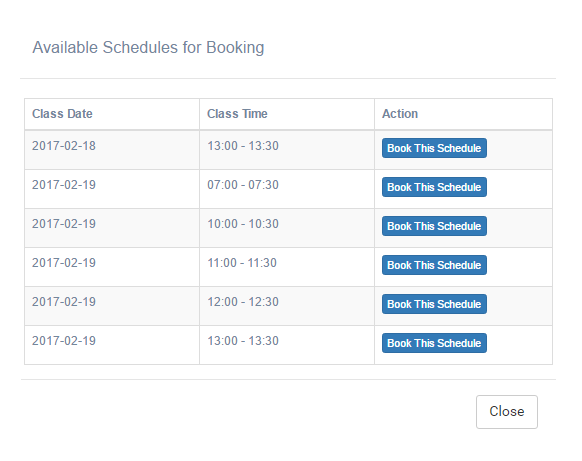 Available Schedules for Booking
Class Date Class Time Action
2017-02-18 13:00 - 13:30 Book This Schedule
2017-02-19 07:00 - 07:30 Book This Schedule
2017-02-19 10:00 - 10:30 Book This Schedule
2017-02-19 11:00 - 11:30 Book This Schedule
2017-02-19 12:00 - 12:30 Book This Schedule
2017-02-19 13:00 - 13:30 Book This Schedule
Close